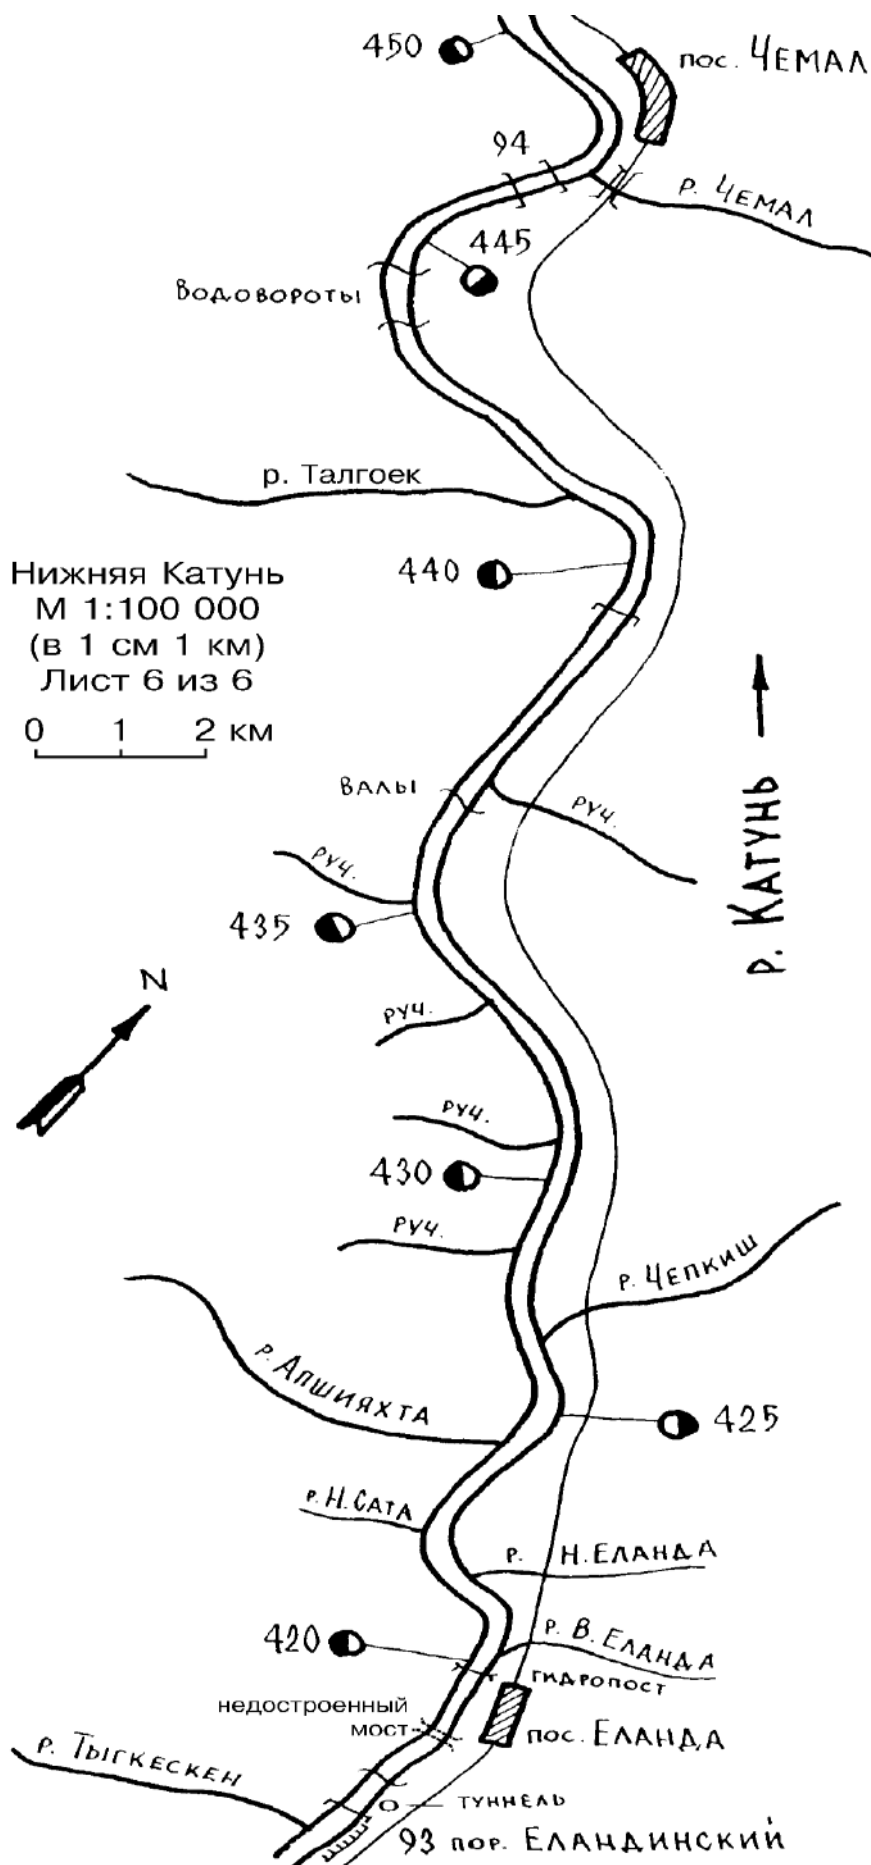 450
пос. ЧЕМАЛ
94
р. ЧЕМАЛ
445
ВОДОВОРОТЫ
р. Талгоек
440
Нижняя Катунь
М 1:100 000
(в 1 см 1 км)
Лист 6 из 6
0 1 2 км
ВАЛЫ
РУЧ.
р. КАТУНЬ
РУЧ.
435
N
РУЧ.
РУЧ.
430
РУЧ.
р. ЧЕПКИШ
р. АПШИЯХТА
425
р. Н. САТА
р. Н. ЕЛАНДА
420
р. В. ЕЛАНДА
ГИДРОПОСТ
недостроенный
мост
пос. ЕЛАНДА
р. ТЫГКЕСКЕН
ТУННЕЛЬ
93 пор. ЕЛАНДИНСКИЙ